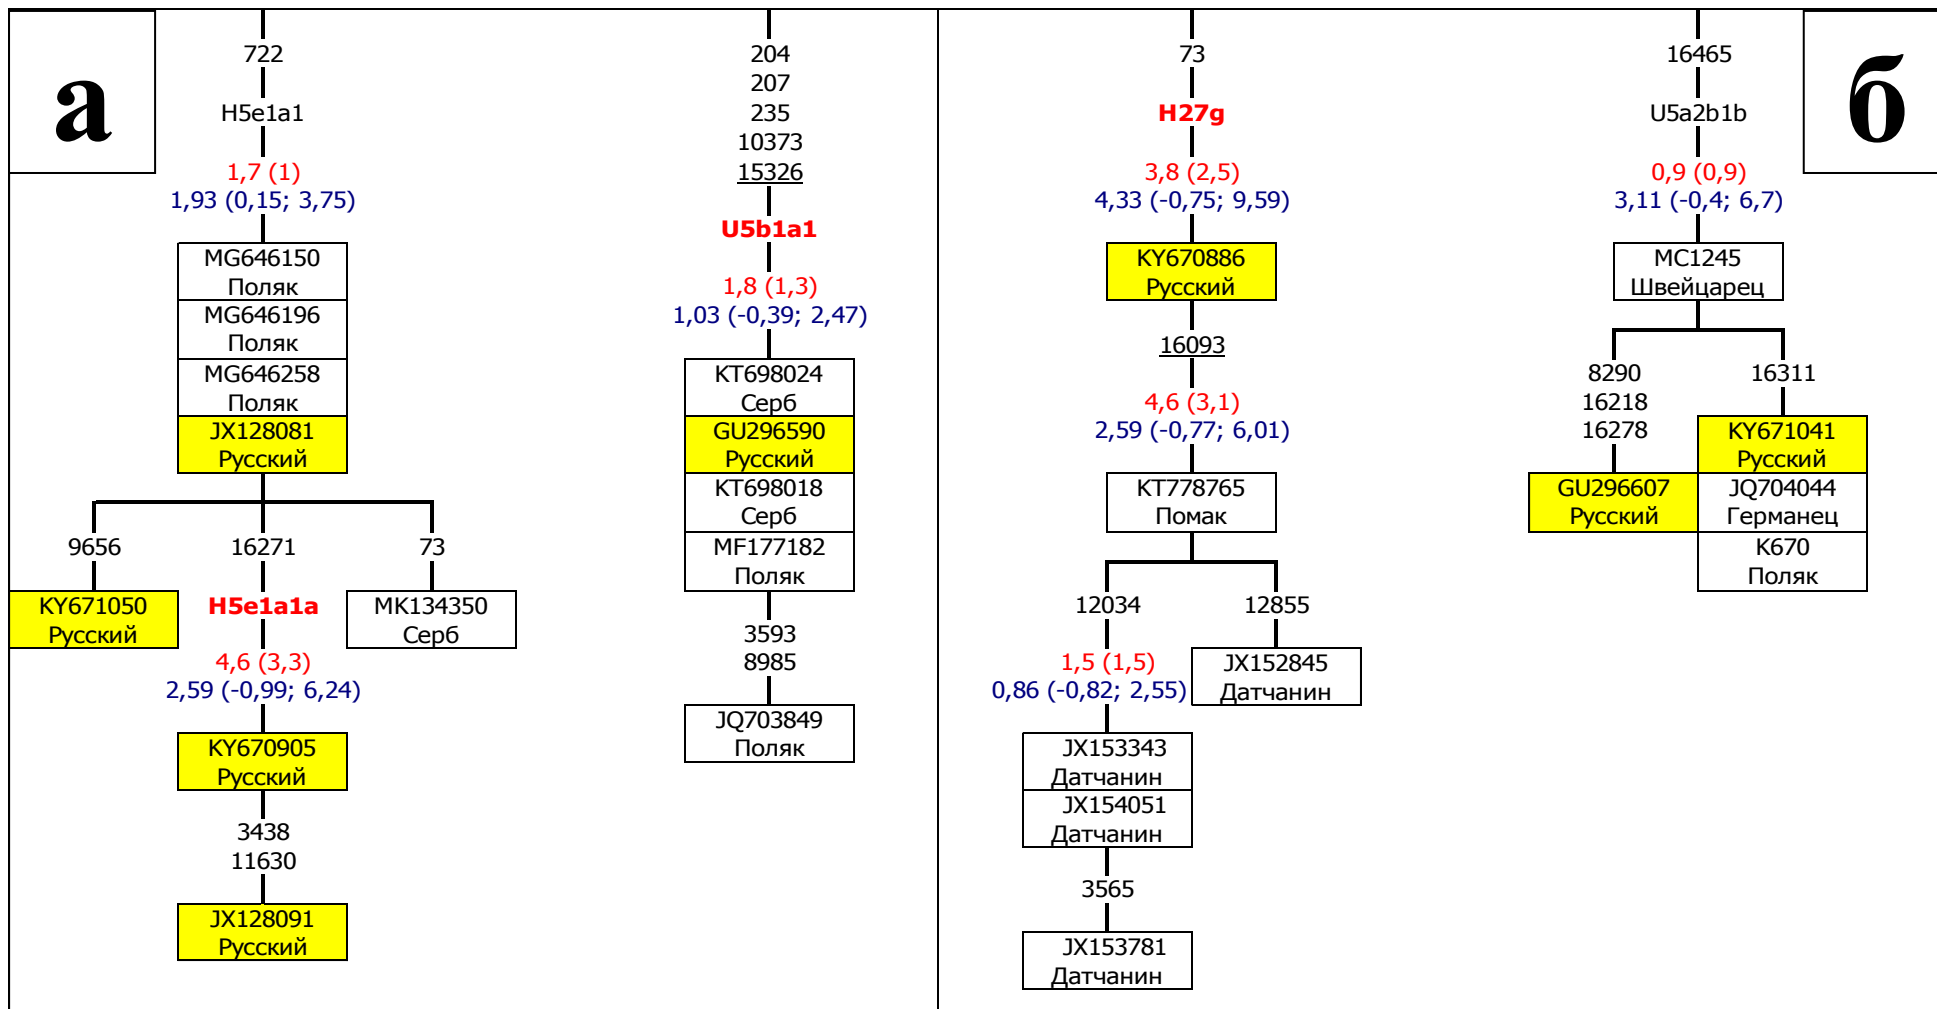 а
722
H5e1a1
1,7 (1)
1,93 (0,15; 3,75)
MG646150
Поляк
MG646196
Поляк
MG646258
Поляк
JX128081
Русский
9656
KY671050
Русский
16271
H5e1a1a
4,6 (3,3)
2,59 (-0,99; 6,24)
KY670905
Русский
3438
11630
JX128091
Русский
73
MK134350
Серб
204
207
235
10373
15326
U5b1a1
1,8 (1,3)
1,03 (-0,39; 2,47)
KT698024
Серб
GU296590
Русский
KT698018
Серб
MF177182
Поляк
3593
8985
JQ703849
Поляк
б
73
H27g
3,8 (2,5)
4,33 (-0,75; 9,59)
KY670886
Русский
16093
4,6 (3,1)
2,59 (-0,77; 6,01)
KT778765
Помак
12034
1,5 (1,5)
0,86 (-0,82; 2,55)
JX153343
Датчанин
JX154051
Датчанин
3565
JX153781
Датчанин
12855
JX152845
Датчанин
16465
U5a2b1b
0,9 (0,9)
3,11 (-0,4; 6,7)
MC1245
Швейцарец
8290
16218
16278
GU296607
Русский
16311
KY671041
Русский
JQ704044
Германец
K670
Поляк